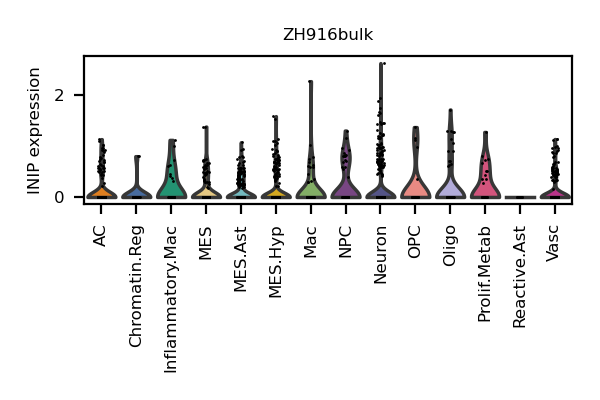 ZH916bulk
INIP expression
2
0
AC
Chromatin.Reg
Inflammatory.Mac
MES
MES.Ast
MES.Hyp
Mac
NPC
Neuron
OPC
Oligo
Prolif.Metab
Reactive.Ast
Vasc